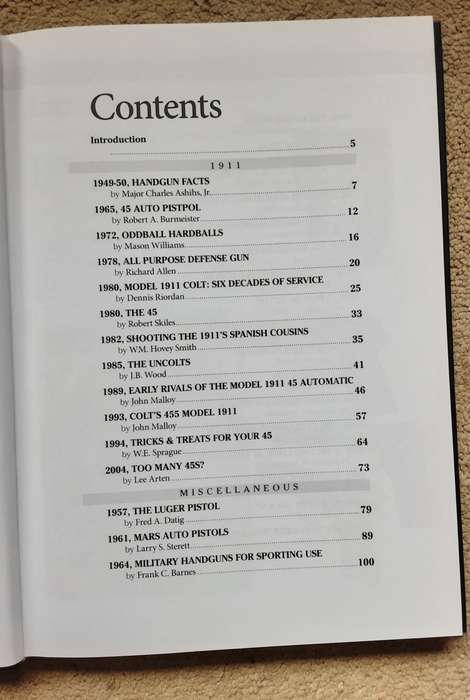 Contents
Introduction
5
1911
1949-50, HANDGUN FACTS
by Major Charles Ashihs, Jr. 7
1965, 45 AUTO PISTPOL
by Robert A. Burmeister 12
1972, ODDBALL HARDBALLS
by Mason Williams 16
1978, ALL PURPOSE DEFENSE GUN
by Richard Allen 20
1980, MODEL 1911 COLT: SIX DECADES OF SERVICE
by Dennis Riordan 25
1980, THE 45
by Robert Skiles 33
1982, SHOOTING THE 1911'S SPANISH COUSINS
by W.M. Hovey Smith 35
1985, THE UNCOLTS
by J.B. Wood 41
1989, EARLY RIVALS OF THE MODEL 1911 45 AUTOMATIC
by John Malloy 46
1993, COLT'S 455 MODEL 1911
by John Malloy 57
1994, TRICKS & TREATS FOR YOUR 45
by W.E. Sprague 64
2004, TOO MANY 45S?
by Lee Arten 73
MISCELLANEOUS
1957, THE LUGER PISTOL
by Fred A. Datig 79
1961, MARS AUTO PISTOLS
by Larry S. Sterett 89
1964, MILITARY HANDGUNS FOR SPORTING USE
by Frank C. Barnes 100